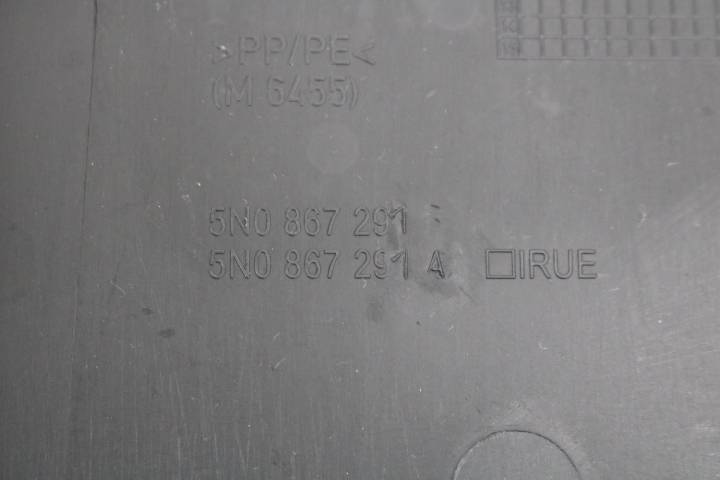 >PP/PE<
(M 6455)
5N0 867 291
5N0 867 291 A □IRUE